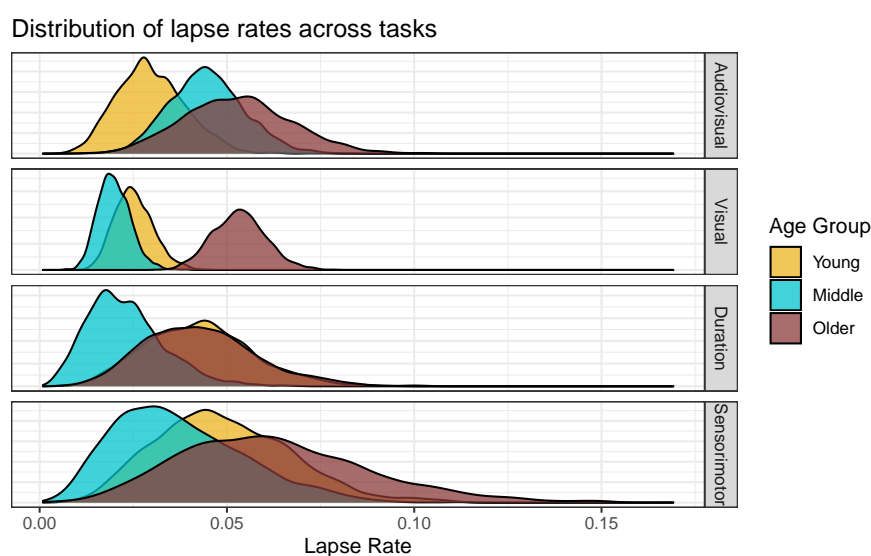 Distribution of lapse rates across tasks
Audiovisual
Visual
Duration
Sensorimotor
0.00
0.05
0.10
0.15
Lapse Rate
Age Group
Young
Middle
Older